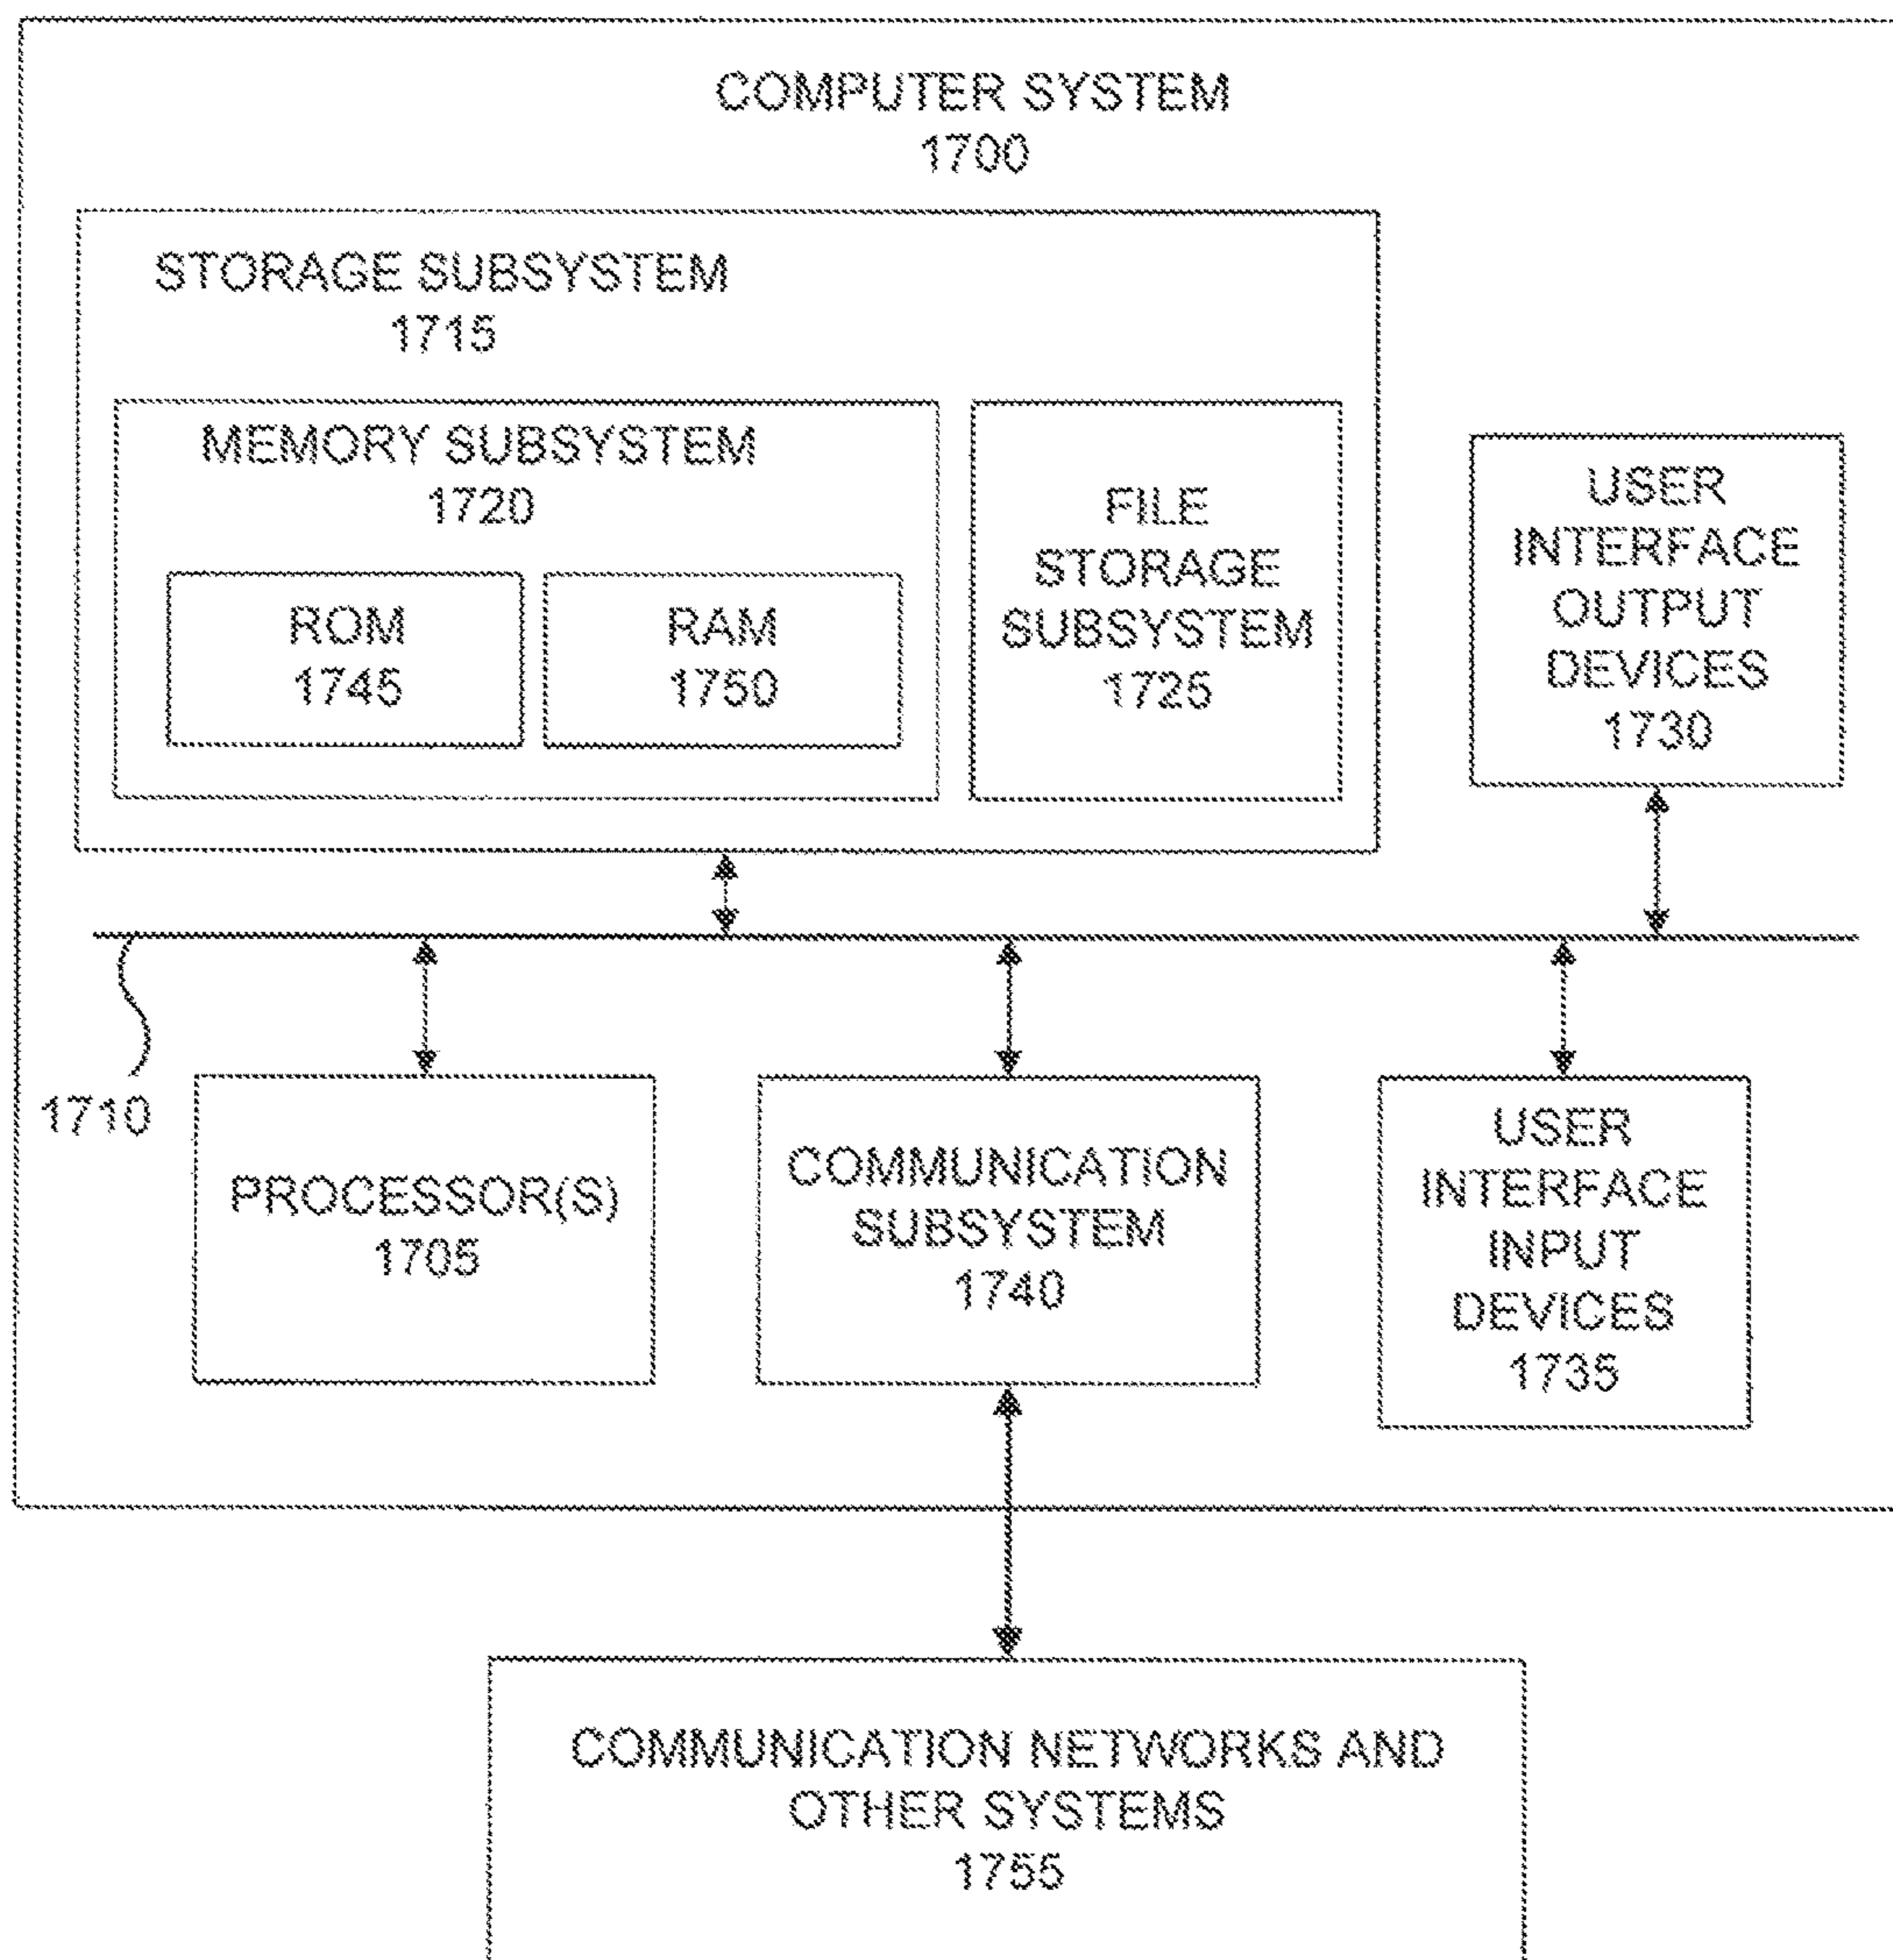 COMPUTER SYSTEM
1700
STORAGE SUBSYSTEM
1715
MEMORY SUBSYSTEM
1720
ROM
1745
RAM
1750
FILE
STORAGE
SUBSYSTEM
1725
USER
INTERFACE
OUTPUT
DEVICES
1730
1710
PROCESSOR(S)
1705
COMMUNICATION
SUBSYSTEM
1740
USER
INTERFACE
INPUT
DEVICES
1735
COMMUNICATION NETWORKS AND
OTHER SYSTEMS
1755